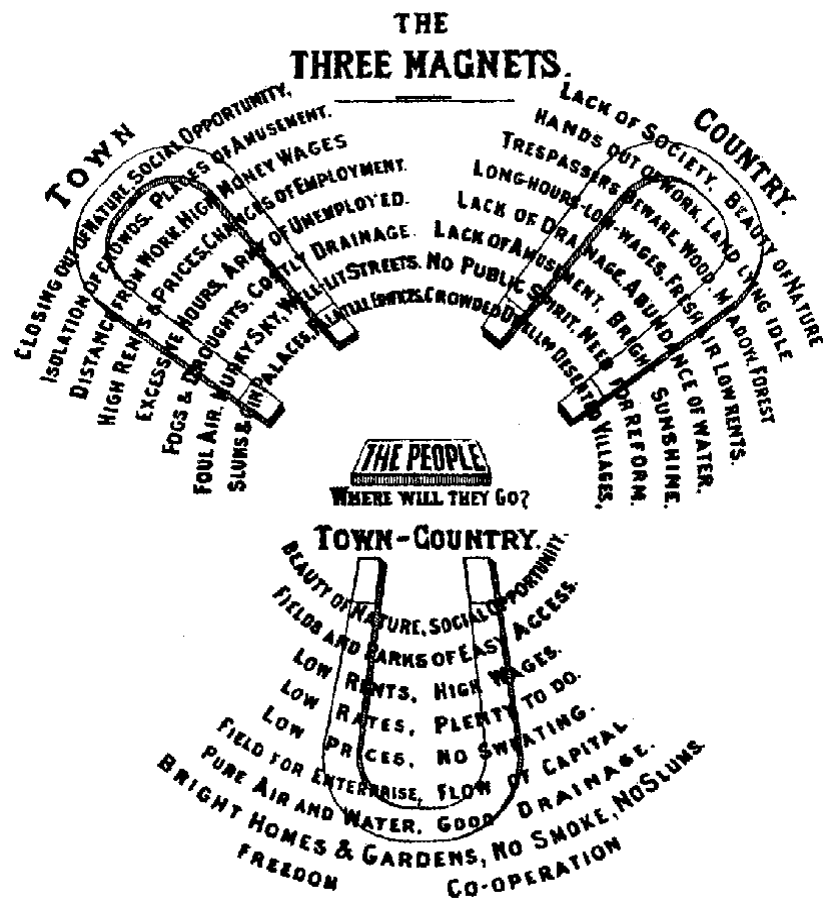 THE
THREE MAGNETS.
TOWN
CLOSING OUT OF NATURE. SOCIAL OPPORTUNITY.
ISOLATION OF CROWDS. PLACES OF AMUSEMENT.
DISTANCE FROM WORK. HIGH MONEY WAGES
HIGH RENTS & PRICES. CHANCES OF EMPLOYMENT.
EXCESSIVE HOURS. ARMY OF UNEMPLOYED.
FOGS & DROUGHTS. COSTLY DRAINAGE.
FOUL AIR. MURKY SKY. WELL-LIT STREETS.
SLUMS & GIN PALACES. EDIFICES. CROWDED
COUNTRY.
LACK OF SOCIETY. BEAUTY OF NATURE
HANDS OUT OF WORK. LAND LYING IDLE
TRESPASSERS BEWARE. WOOD, MEADOW, FOREST
LONG-HOURS-LOW-WAGES. FRESH AIR LOW RENTS.
LACK OF DRAINAGE. ABUNDANCE OF WATER.
LACK OF AMUSEMENT. BRIGHT SUNSHINE.
NO PUBLIC SPIRIT. NEED FOR REFORM.
DESERTED VILLAGES,
THE PEOPLE
WHERE WILL THEY GO?
TOWN-COUNTRY.
BEAUTY OF NATURE, SOCIAL OPPORTUNITY.
FIELDS AND PARKS OF EASY ACCESS.
LOW RENTS, HIGH WAGES.
LOW RATES, PLENTY TO DO.
LOW PRICES, NO SWEATING.
FIELD FOR ENTERPRISE, FLOW OF CAPITAL
PURE AIR AND WATER, GOOD DRAINAGE.
BRIGHT HOMES & GARDENS, NO SMOKE, NO SLUMS.
FREEDOM CO-OPERATION